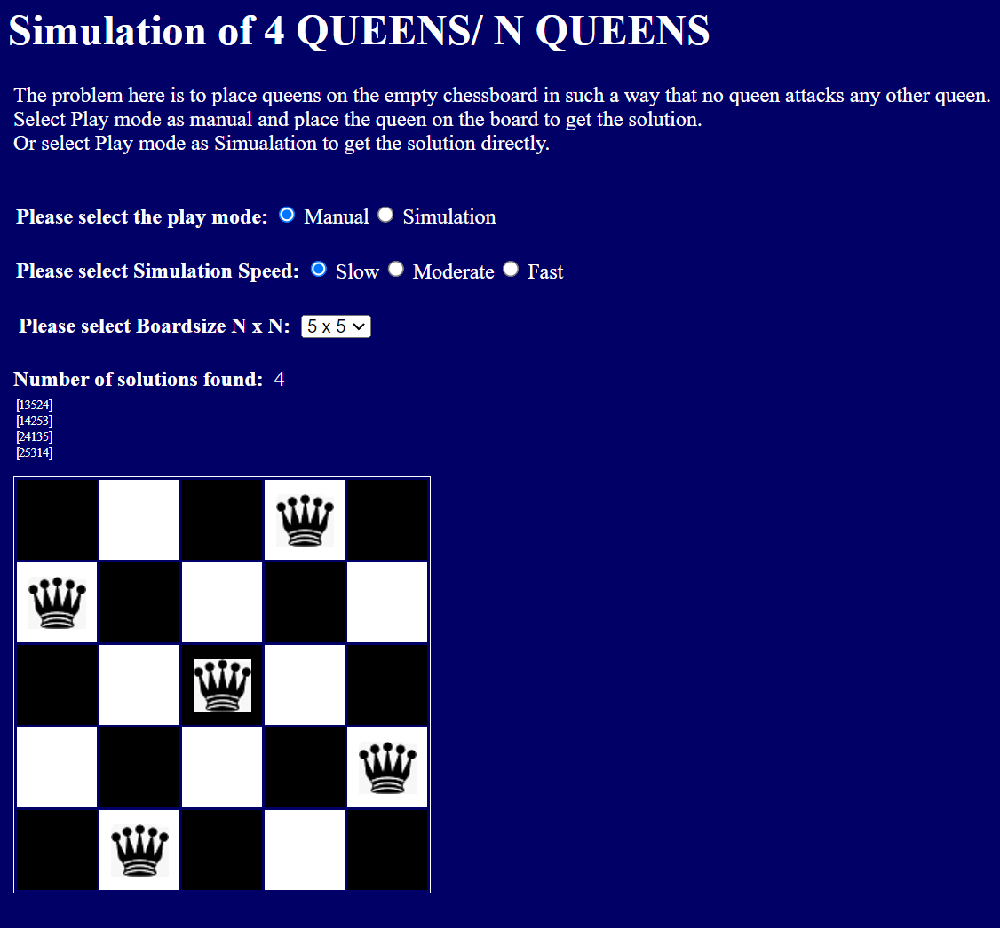 Simulation of 4 QUEENS/ N QUEENS
The problem here is to place queens on the empty chessboard in such a way that no queen attacks any other queen.
Select Play mode as manual and place the queen on the board to get the solution.
Or select Play mode as Simualation to get the solution directly.
Please select the play mode: Manual Simulation
Please select Simulation Speed: Slow Moderate Fast
Please select Boardsize N x N: 5 x 5
Number of solutions found: 4
[13524]
[14253]
[24135]
[25314]